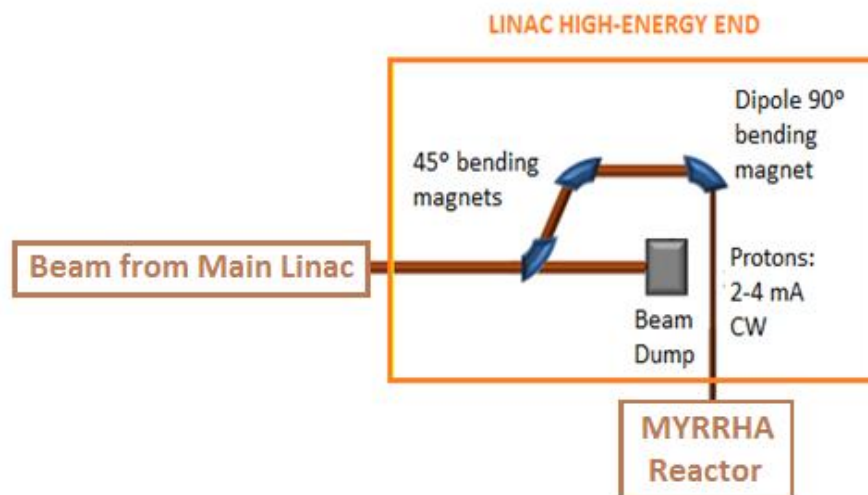 LINAC HIGH-ENERGY END
Dipole 90º
bending
magnet
45º bending
magnets
Beam from Main Linac
Protons:
2-4 mA
CW
Beam
Dump
MYRRHA
Reactor